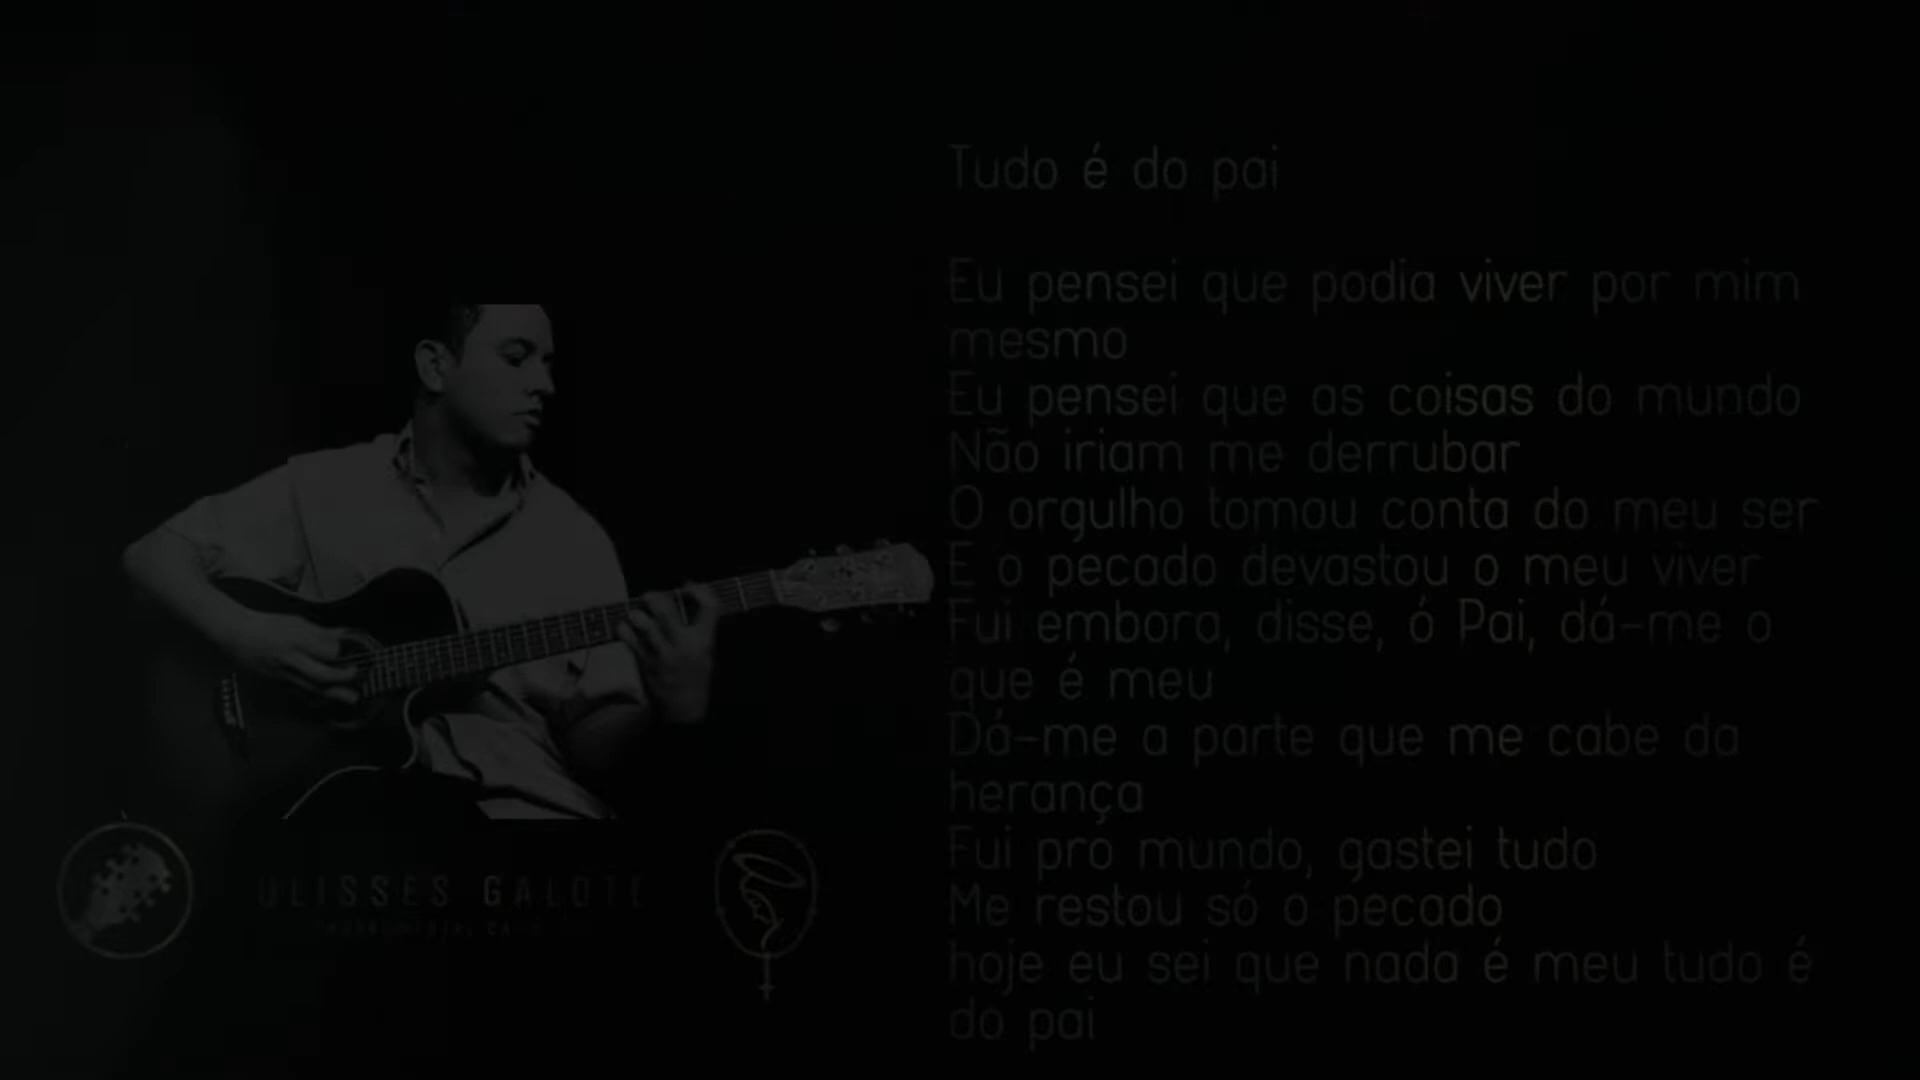 Tudo é do pai
Eu pensei que podia viver por mim
mesmo
Eu pensei que as coisas do mundo
Não iriam me derrubar
O orgulho tomou conta do meu ser
E o pecado devastou o meu viver
Fui embora, disse, ó Pai, dá-me o
que é meu
Dá-me a parte que me cabe da
herança
Fui pro mundo, gastei tudo
Me restou só o pecado
hoje eu sei que nada é meu tudo é
do pai
ULISSES